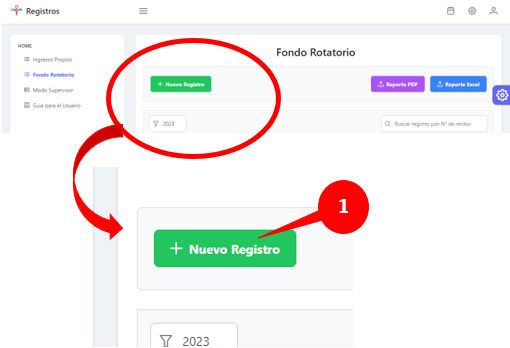 Registros
HOME
Ingresos Propios
Fondo Rotatorio
Modo Supervisor
Guia para el Usuario
Fondo Rotatorio
+ Nuevo Registro
Reporte PDF
Reporte Excel
2023
Buscar registro por N° de recibo
1
+ Nuevo Registro
2023